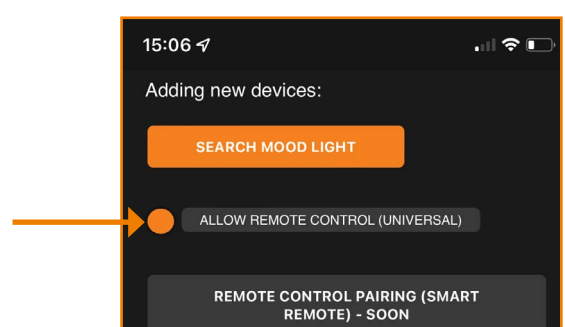 15:06
Adding new devices:
SEARCH MOOD LIGHT
ALLOW REMOTE CONTROL (UNIVERSAL)
REMOTE CONTROL PAIRING (SMART
REMOTE) - SOON